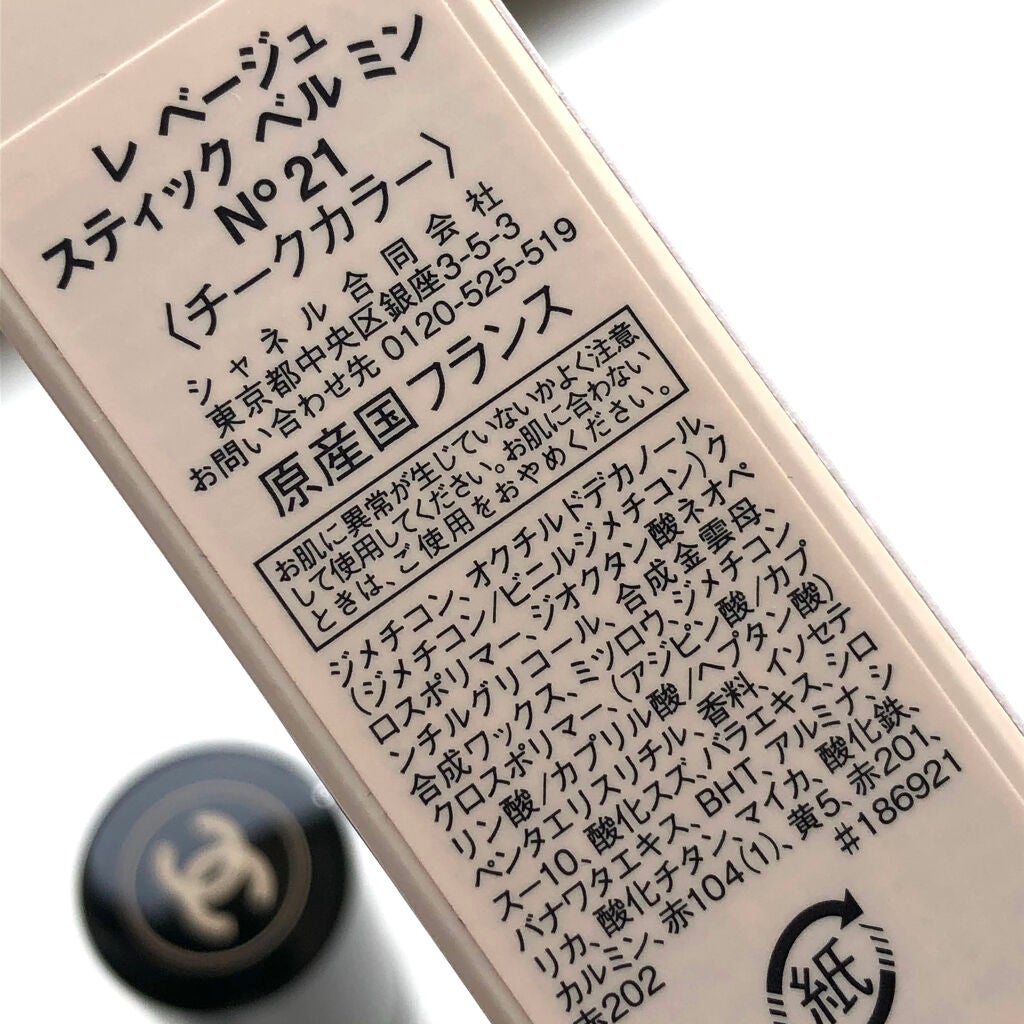 レ ベージュ
スティック ベル ミン
N° 21
〈チークカラー〉
シャネル合同会社
東京都中央区銀座3-5-3
お問い合わせ先 0120-525-519
原産国フランス
お肌に異常が生じていないかよく注意
して使用してください。お肌に合わない
ときは、ご使用をおやめください。
ジメチコン、オクチルドデカノール、
(ジメチコン/ビニルジメチコン)ク
ロスポリマー、ジオクタン酸ネオペ
ンチルグリコール、合成金雲母、
合成ワックス、ミツロウ、ジメチコン
クロスポリマー、(アジピン酸/カプ
リン酸/カプリル酸/ヘプタン酸)
ペンタエリスリチル、香料、イソセテ
ス-10、酸化スズ、バラエキス、シロ
バナワタエキス、BHT、アルミナ、シ
リカ、酸化チタン、マイカ、酸化鉄、
カルミン、赤104(1)、黄5、赤201、
赤202
#186921
紙